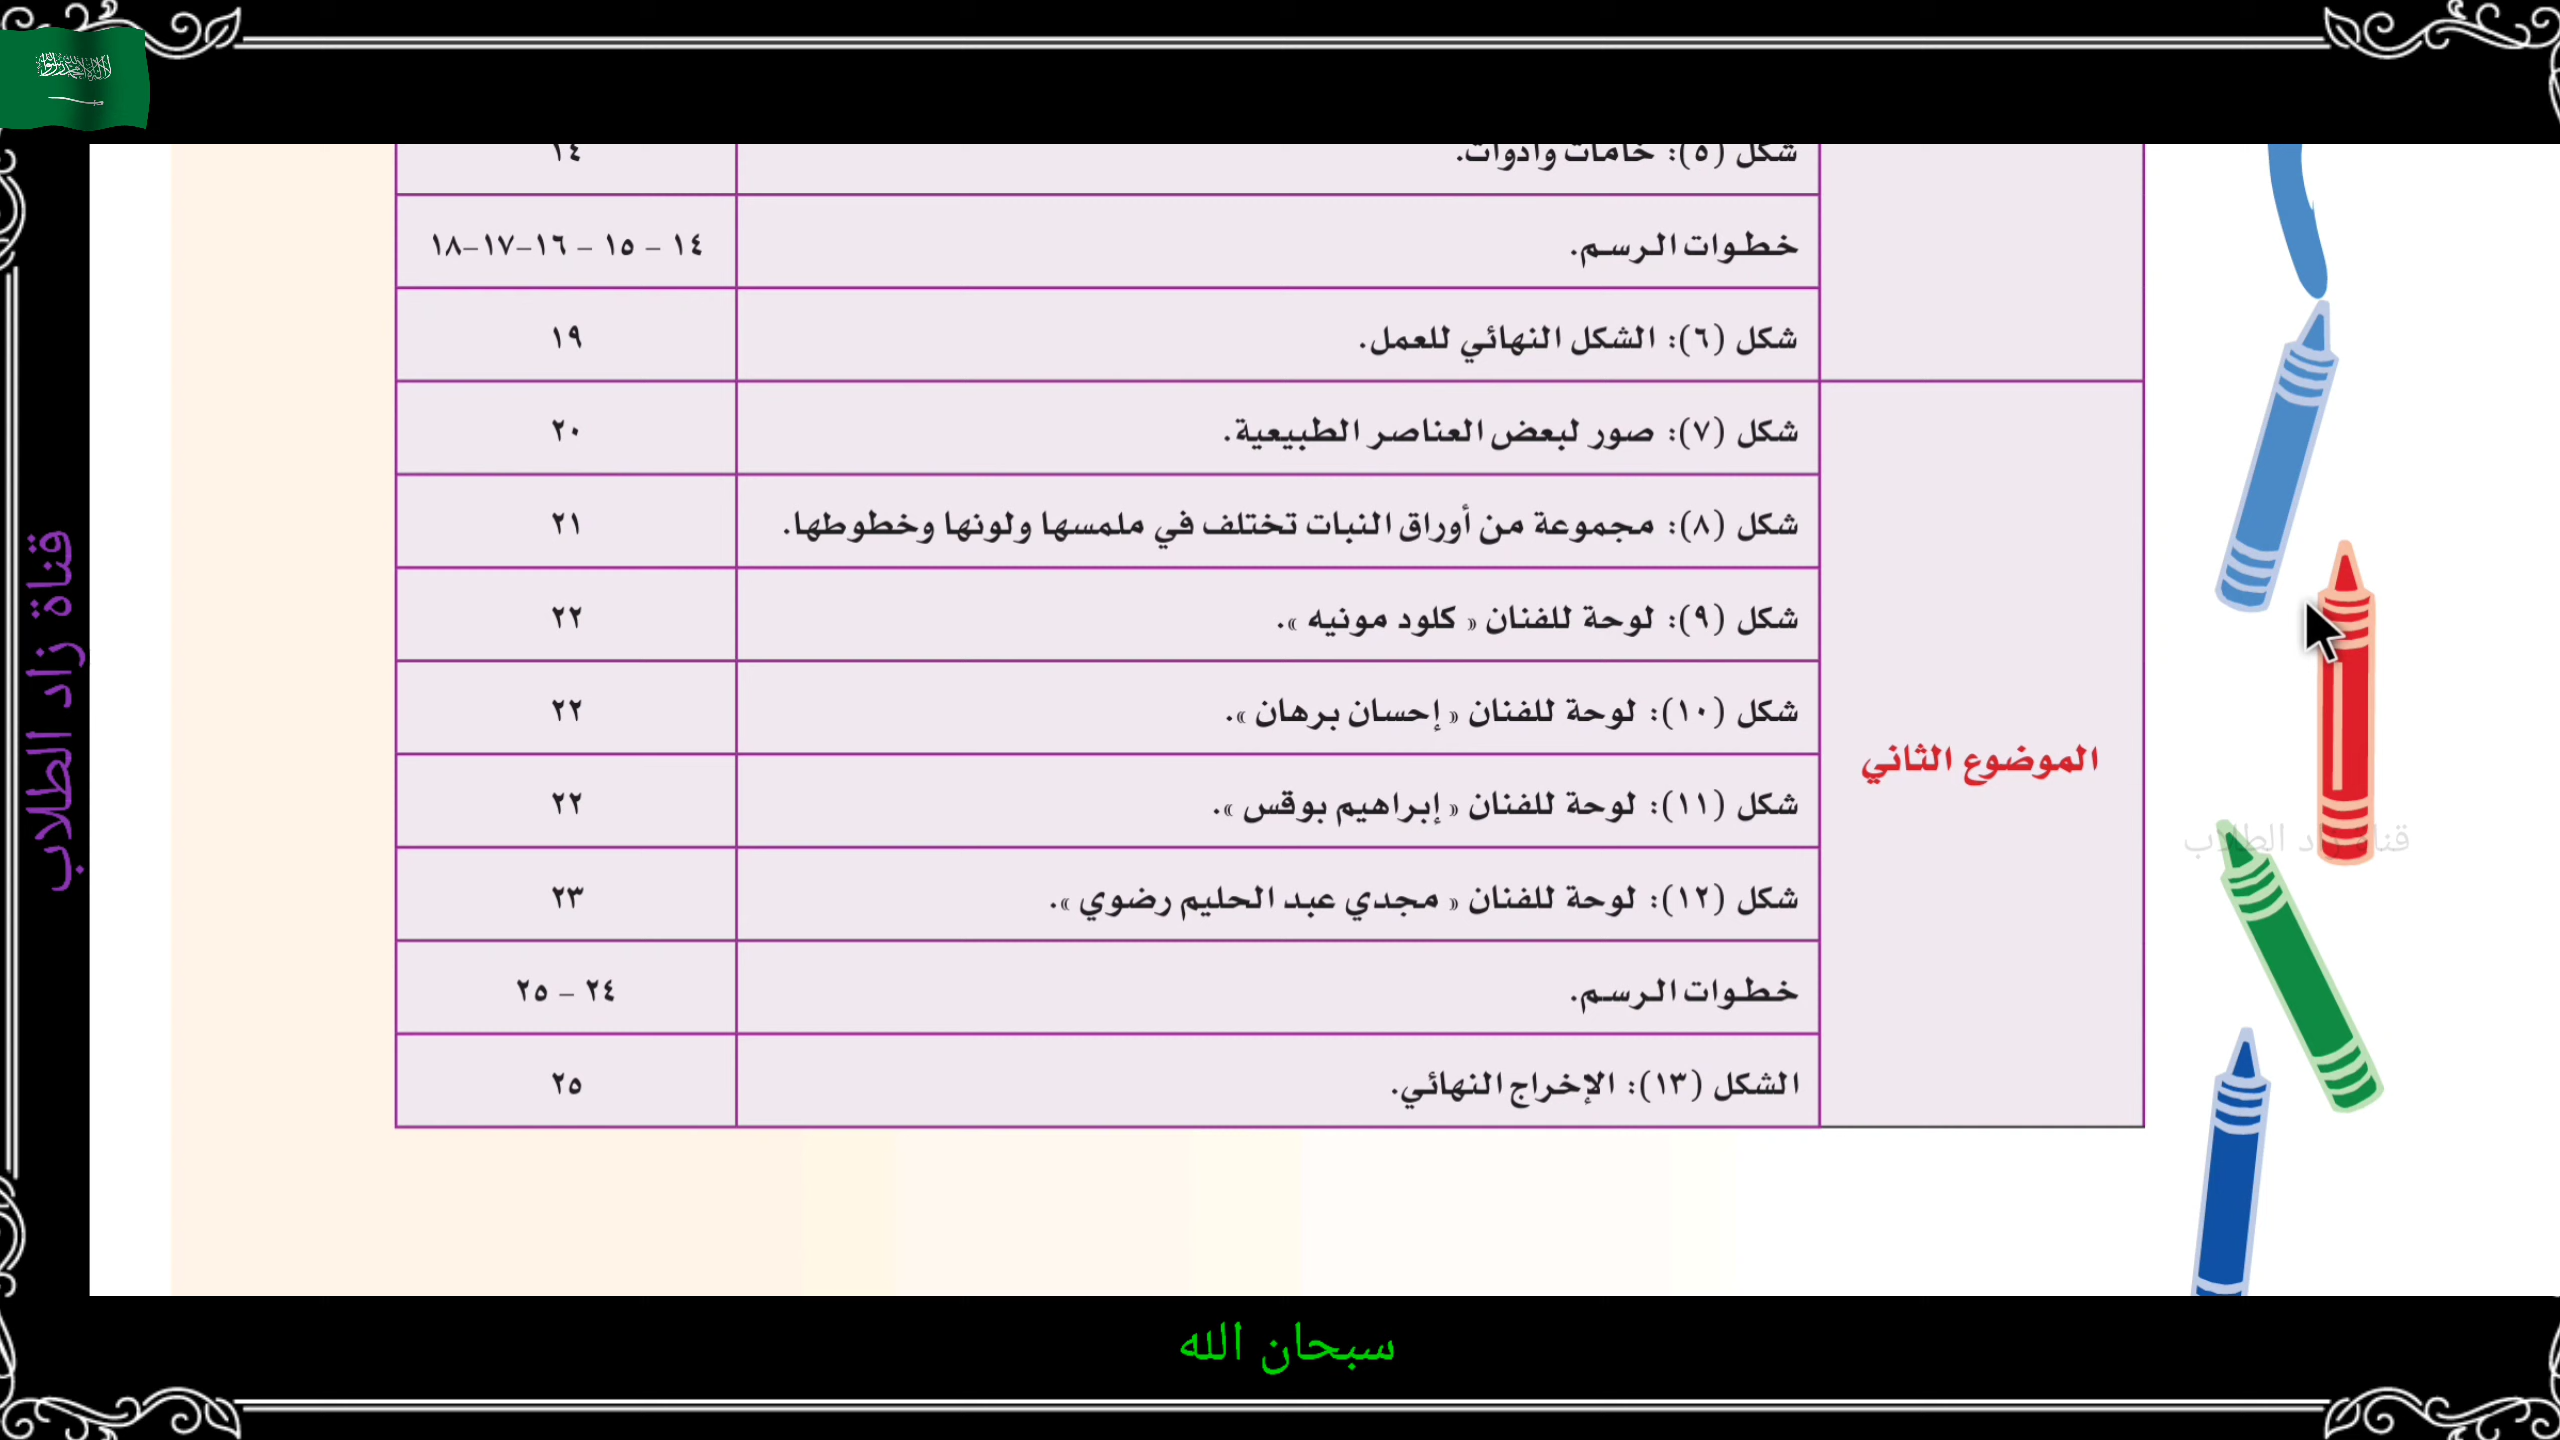 شكل (٥): خامات وأدوات. ١٤
خطوات الرسم. ١٤ – ١٥ – ١٦–١٧–١٨
شكل (٦): الشكل النهائي للعمل. ١٩
الموضوع الثاني
شكل (٧): صور لبعض العناصر الطبيعية. ٢٠
شكل (٨): مجموعة من أوراق النبات تختلف في ملمسها ولونها وخطوطها. ٢١
شكل (٩): لوحة للفنان « كلود مونيه ». ٢٢
شكل (١٠): لوحة للفنان « إحسان برهان ». ٢٢
شكل (١١): لوحة للفنان « إبراهيم بوقس ». ٢٢
شكل (١٢): لوحة للفنان « مجدي عبد الحليم رضوي ». ٢٣
خطوات الرسم. ٢٤ – ٢٥
الشكل (١٣): الإخراج النهائي. ٢٥
قناة زاد الطلاب
قناة زاد الطلاب
سبحان الله